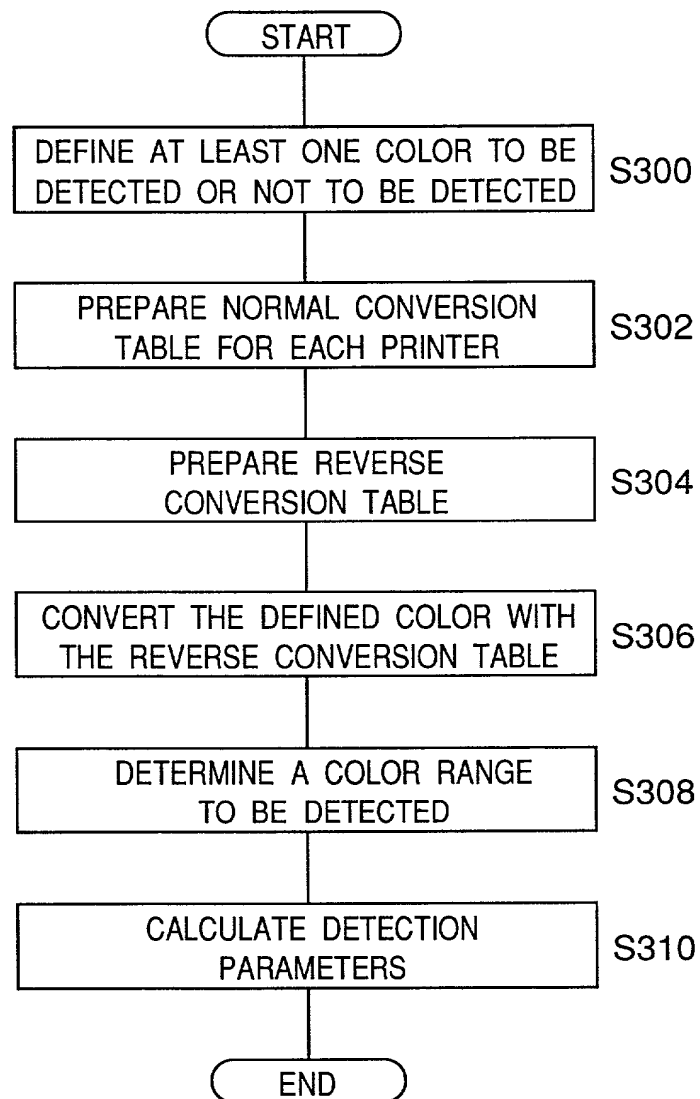 START
DEFINE AT LEAST ONE COLOR TO BE
DETECTED OR NOT TO BE DETECTED
S300
PREPARE NORMAL CONVERSION
TABLE FOR EACH PRINTER
S302
PREPARE REVERSE
CONVERSION TABLE
S304
CONVERT THE DEFINED COLOR WITH
THE REVERSE CONVERSION TABLE
S306
DETERMINE A COLOR RANGE
TO BE DETECTED
S308
CALCULATE DETECTION
PARAMETERS
S310
END